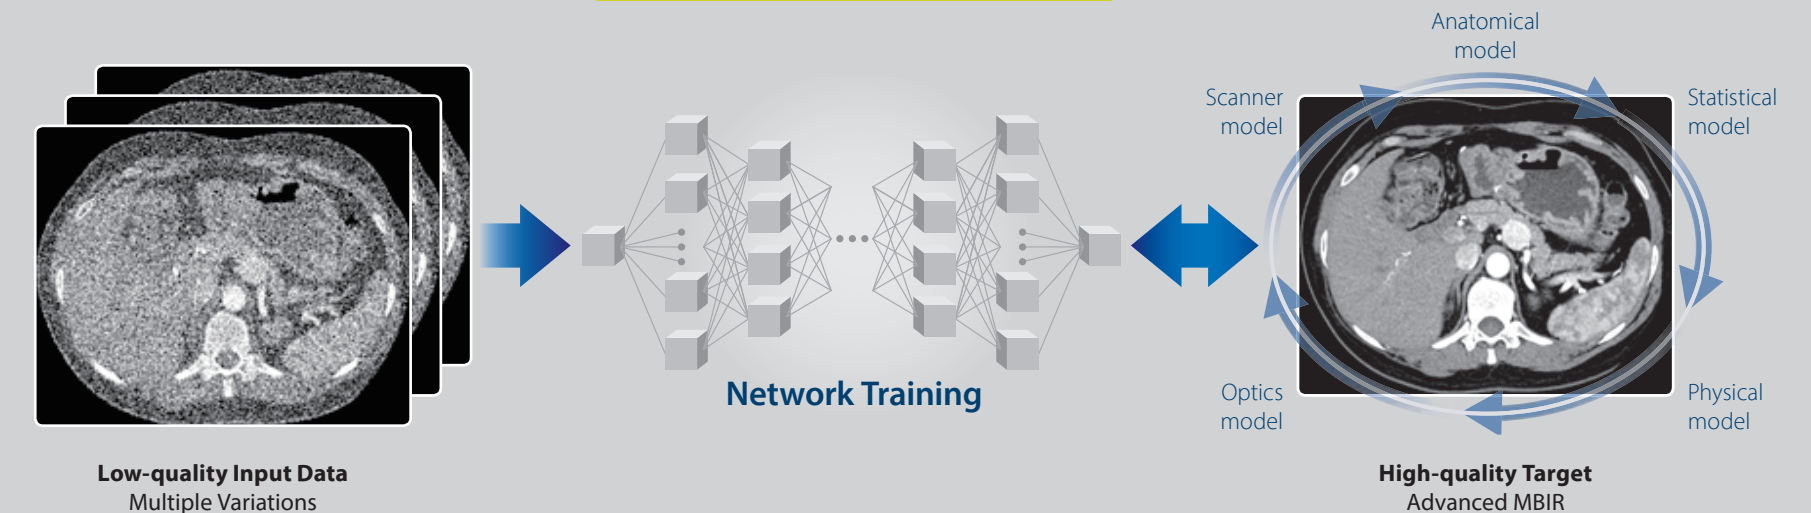 Anatomical
model
Scanner
model
Statistical
model
Network Training
Optics
model
Physical
model
Low-quality Input Data
Multiple Variations
High-quality Target
Advanced MBIR